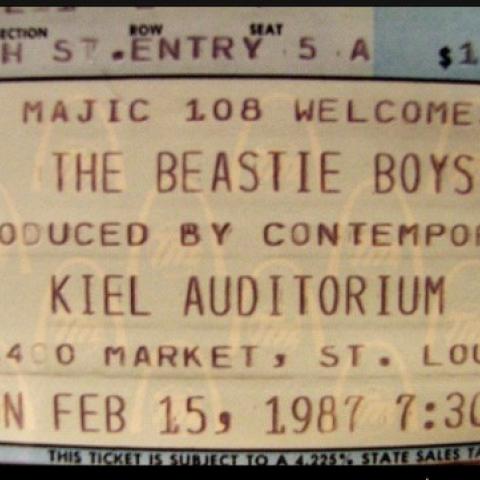 ECTION ROW SEAT
H ST.ENTRY 5 A $1
MAJIC 108 WELCOME
THE BEASTIE BOYS
ODUCED BY CONTEMPOR
KIEL AUDITORIUM
400 MARKET, ST. LOU
N FEB 15, 1987 7:30
THIS TICKET IS SUBJECT TO A 4.225% STATE SALES TA